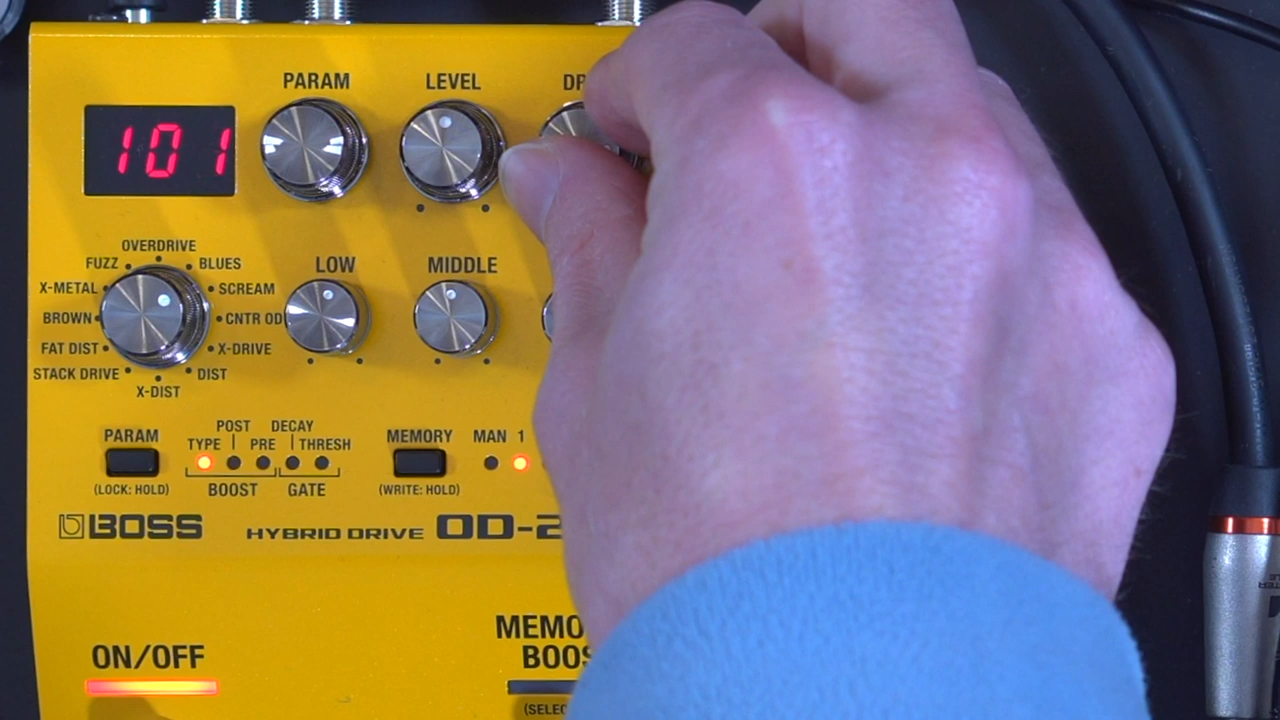 PARAM LEVEL
101
OVERDRIVE
FUZZ BLUES
X-METAL SCREAM
BROWN CNTR OD
FAT DIST X-DRIVE
STACK DRIVE DIST
X-DIST
LOW MIDDLE
PARAM
(LOCK: HOLD)
POST DECAY
TYPE PRE THRESH
BOOST GATE
MEMORY MAN 1
(WRITE: HOLD)
BOSS HYBRID DRIVE OD-2
ON/OFF